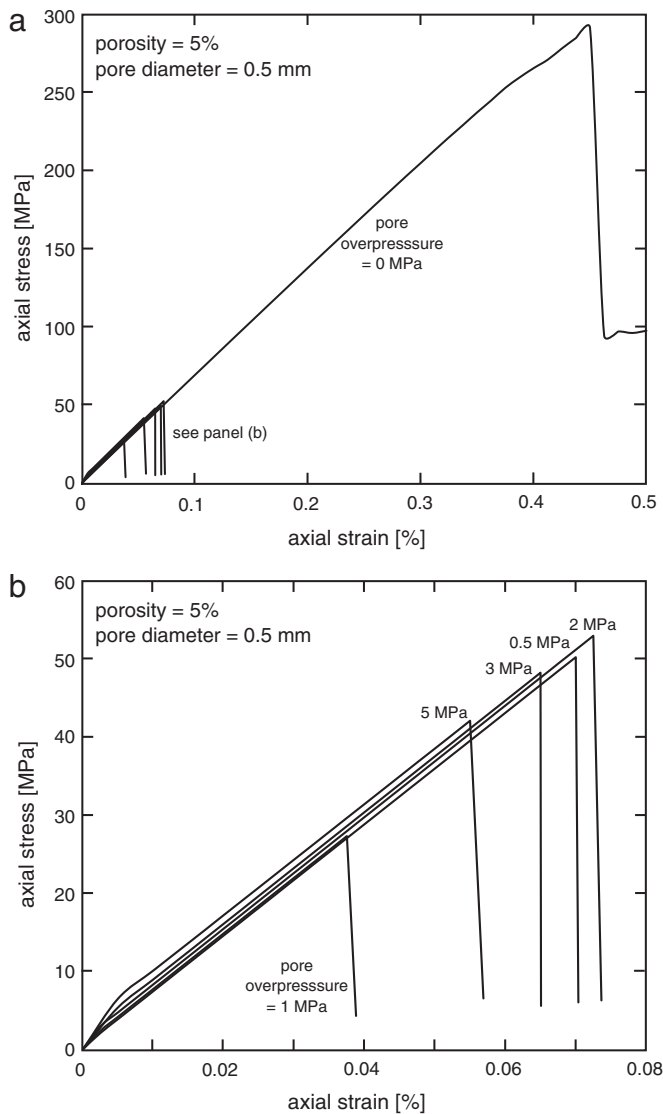 a
300
250
200
150
100
50
0
axial stress [MPa]
porosity = 5%
pore diameter = 0.5 mm
pore
overpresssure
= 0 MPa
see panel (b)
0 0.1 0.2 0.3 0.4 0.5
axial strain [%]
b
60
50
40
30
20
10
0
axial stress [MPa]
porosity = 5%
pore diameter = 0.5 mm
2 MPa
0.5 MPa
3 MPa
5 MPa
pore
overpresssure
= 1 MPa
0 0.02 0.04 0.06 0.08
axial strain [%]